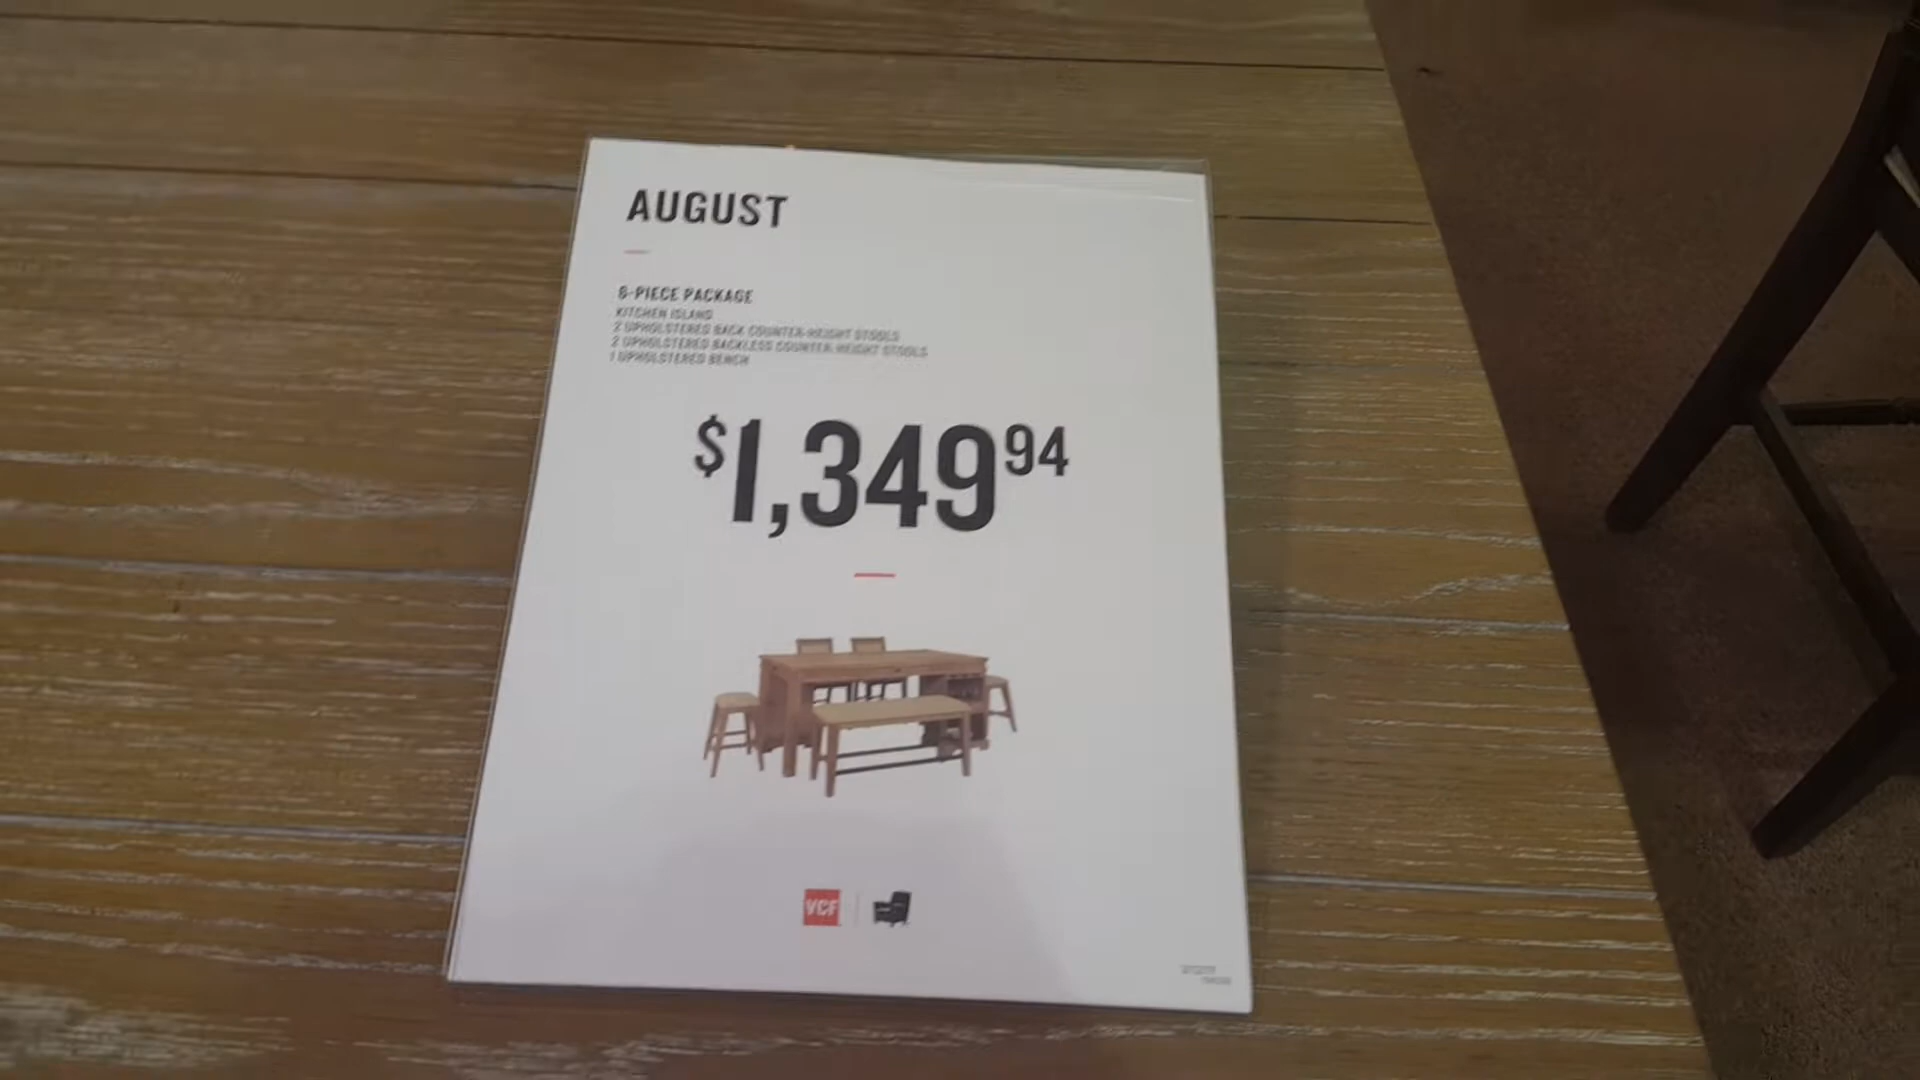 AUGUST
6-PIECE PACKAGE
KITCHEN ISLAND
2 UPHOLSTERED BACK COUNTER-HEIGHT STOOLS
2 UPHOLSTERED BACKLESS COUNTER-HEIGHT STOOLS
1 UPHOLSTERED BENCH
$1,349 94
VCF